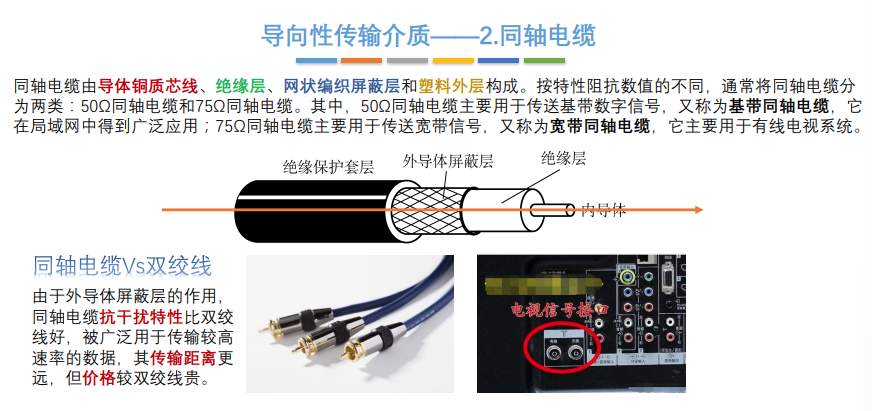 导向性传输介质——2.同轴电缆
同轴电缆由导体铜质芯线、绝缘层、网状编织屏蔽层和塑料外层构成。按特性阻抗数值的不同，通常将同轴电缆分
为两类：50Ω同轴电缆和75Ω同轴电缆。其中，50Ω同轴电缆主要用于传送基带数字信号，又称为基带同轴电缆，它
在局域网中得到广泛应用；75Ω同轴电缆主要用于传送宽带信号，又称为宽带同轴电缆，它主要用于有线电视系统。
绝缘保护套层
外导体屏蔽层
绝缘层
内导体
同轴电缆Vs双绞线
由于外导体屏蔽层的作用，
同轴电缆抗干扰特性比双绞
线好，被广泛用于传输较高
速率的数据，其传输距离更
远，但价格较双绞线贵。
电视信号接口